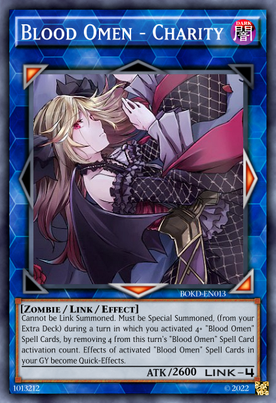 Blood Omen - Charity
DARK
闇
BOKD-EN013
[Zombie / Link / Effect]
Cannot be Link Summoned. Must be Special Summoned, (from your
Extra Deck) during a turn in which you activated 4+ "Blood Omen"
Spell Cards, by removing 4 from this turn's "Blood Omen" Spell Card
activation count. Effects of activated "Blood Omen" Spell Cards in
your GY become Quick-Effects.
ATK/2600 LINK-4
1013212
© 2022